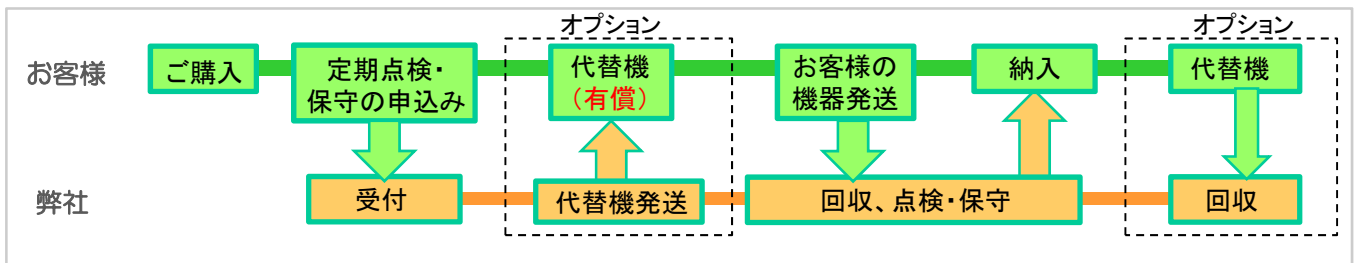 オプション
オプション
お客様
ご購入
定期点検・
保守の申込み
代替機
（有償）
お客様の
機器発送
納入
代替機
弊社
受付
代替機発送
回収、点検・保守
回収